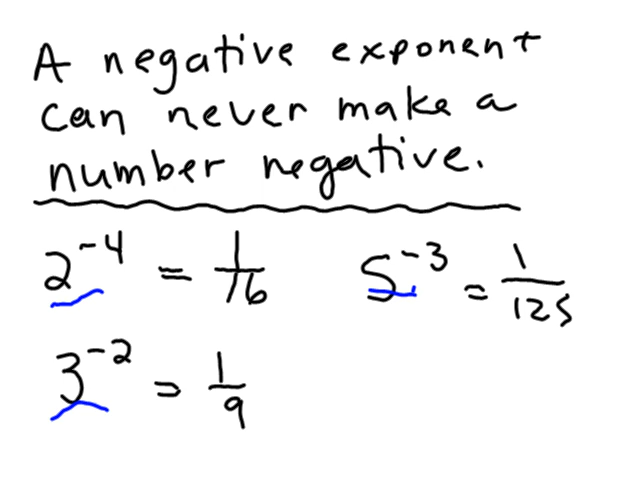 A negative exponent
can never make a
number negative.
2⁻⁴ = 1/16
5⁻³ = 1/125
3⁻² = 1/9